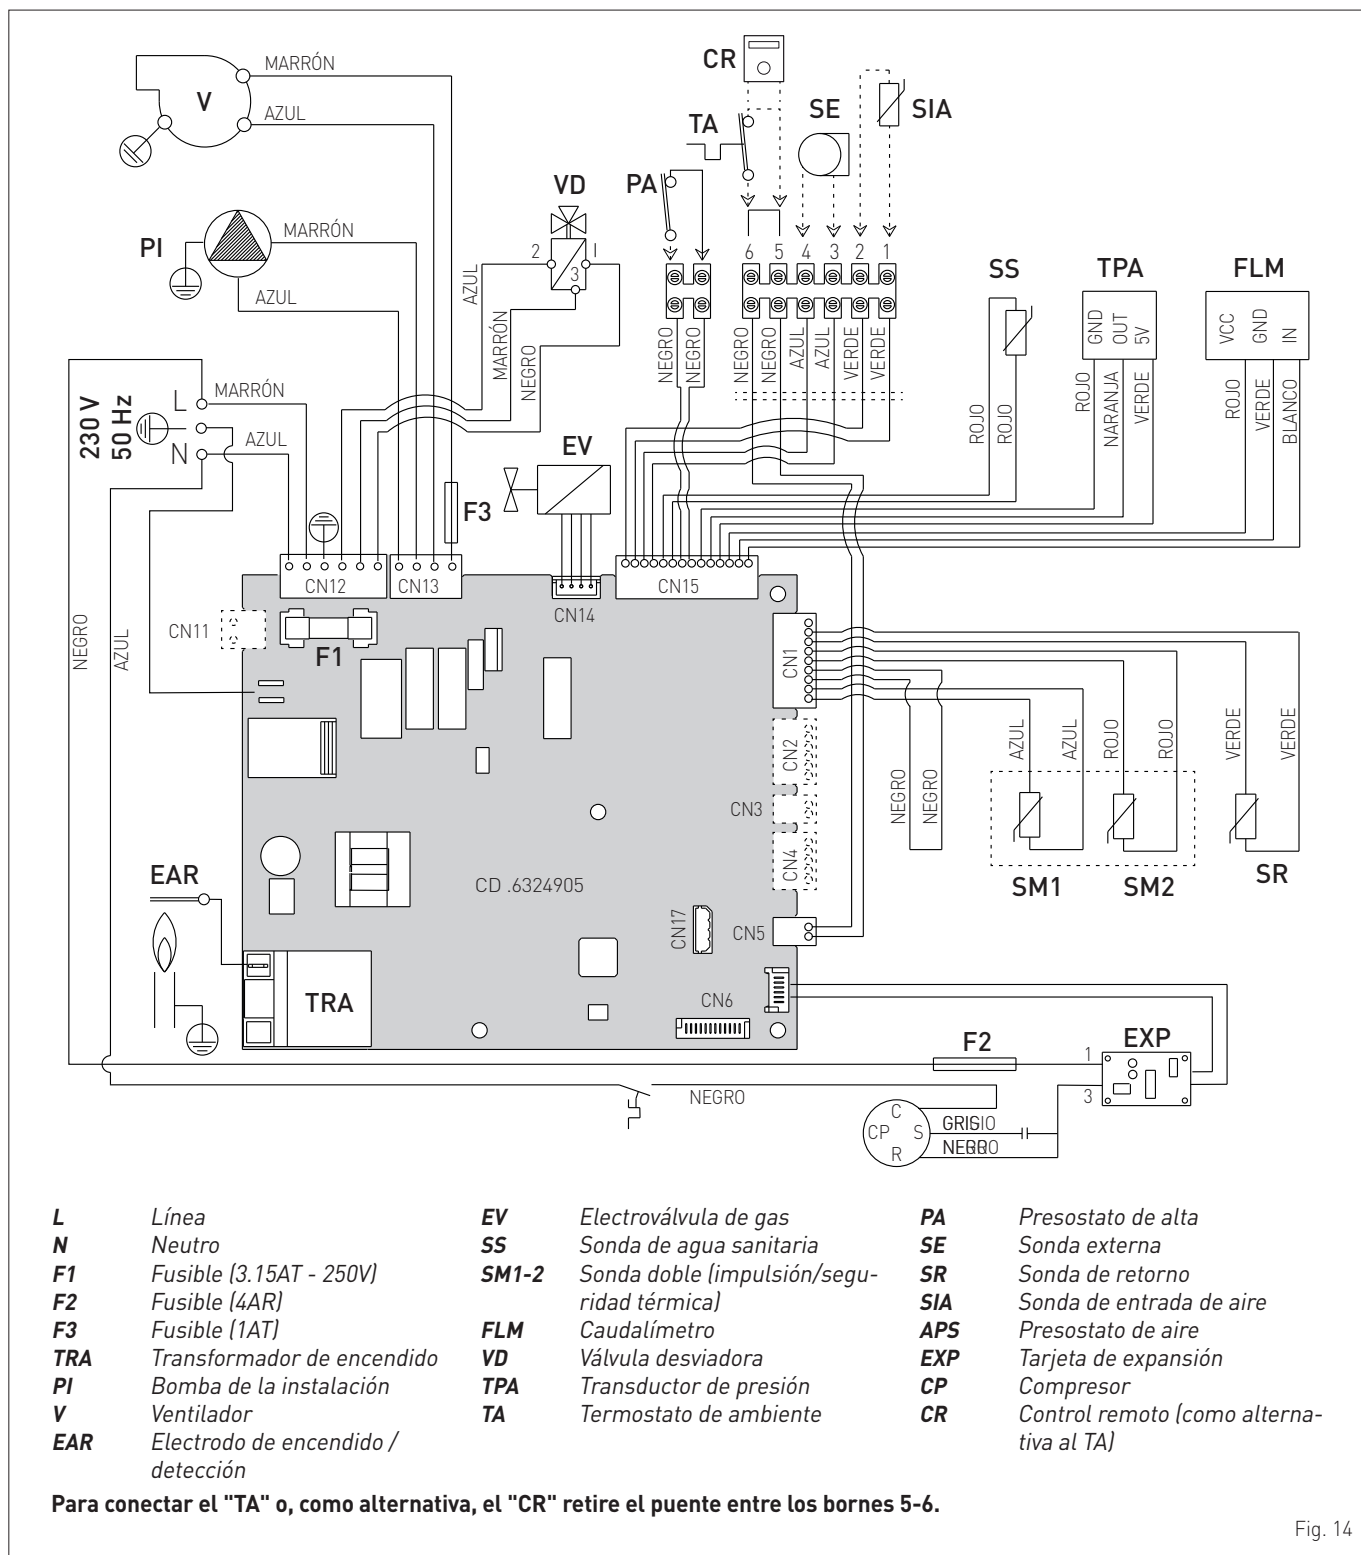 MARRÓN
V
AZUL
CR
TA
SE
SIA
PA
VD
PI
MARRÓN
AZUL
2
1
3
AZUL
MARRÓN
NEGRO
6 5 4 3 2 1
NEGRO
NEGRO
NEGRO
NEGRO
AZUL
AZUL
VERDE
VERDE
SS
TPA
FLM
GND
OUT
5V
VCC
GND
IN
ROJO
ROJO
ROJO
NARANJA
VERDE
ROJO
VERDE
BLANCO
230 V
50 Hz
L
MARRÓN
N
AZUL
EV
F3
CN12
CN13
CN14
CN15
CN11
F1
NEGRO
AZUL
CN1
CN2
CN3
CN4
CN5
CN17
CN6
CD .6324905
AZUL
AZUL
ROJO
ROJO
VERDE
VERDE
NEGRO
NEGRO
SM1
SM2
SR
EAR
TRA
F2
EXP
1
3
NEGRO
C
CP S
R
GRIS
NEGRO
L Línea
N Neutro
F1 Fusible (3.15AT - 250V)
F2 Fusible (4AR)
F3 Fusible (1AT)
TRA Transformador de encendido
PI Bomba de la instalación
V Ventilador
EAR Electrodo de encendido /
detección
EV Electroválvula de gas
SS Sonda de agua sanitaria
SM1-2 Sonda doble (impulsión/segu-
ridad térmica)
FLM Caudalímetro
VD Válvula desviadora
TPA Transductor de presión
TA Termostato de ambiente
PA Presostato de alta
SE Sonda externa
SR Sonda de retorno
SIA Sonda de entrada de aire
APS Presostato de aire
EXP Tarjeta de expansión
CP Compresor
CR Control remoto (como alterna-
tiva al TA)
Para conectar el "TA" o, como alternativa, el "CR" retire el puente entre los bornes 5-6.
Fig. 14